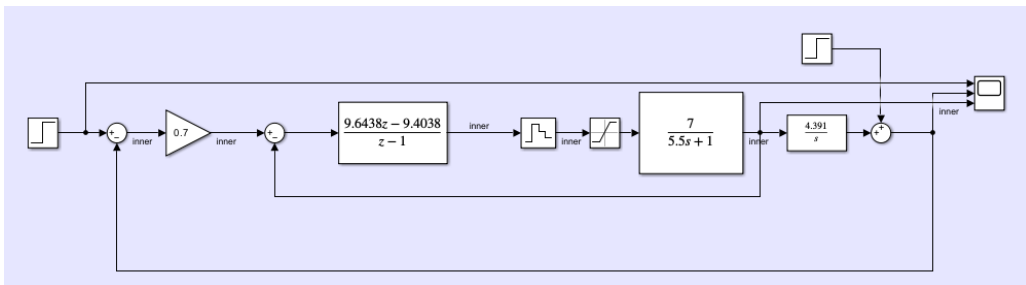 inner
inner
0.7
9.6438z − 9.4038
z − 1
inner
inner
7
5.5s + 1
inner
4.391
s
inner